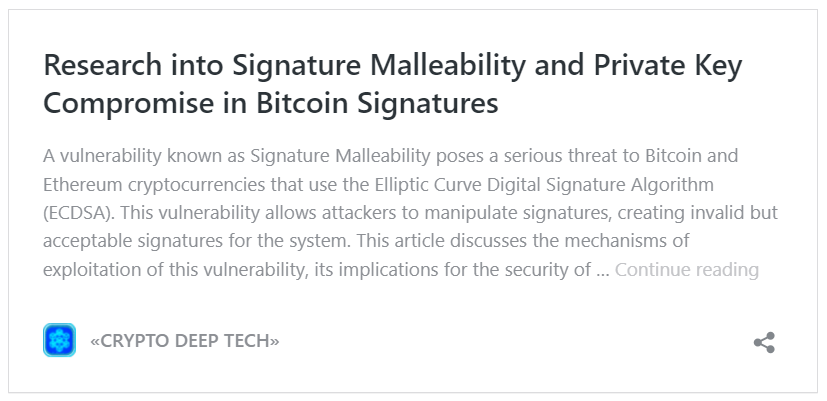 Research into Signature Malleability and Private Key
Compromise in Bitcoin Signatures
A vulnerability known as Signature Malleability poses a serious threat to Bitcoin and
Ethereum cryptocurrencies that use the Elliptic Curve Digital Signature Algorithm
(ECDSA). This vulnerability allows attackers to manipulate signatures, creating invalid but
acceptable signatures for the system. This article discusses the mechanisms of
exploitation of this vulnerability, its implications for the security of ... Continue reading
«CRYPTO DEEP TECH»